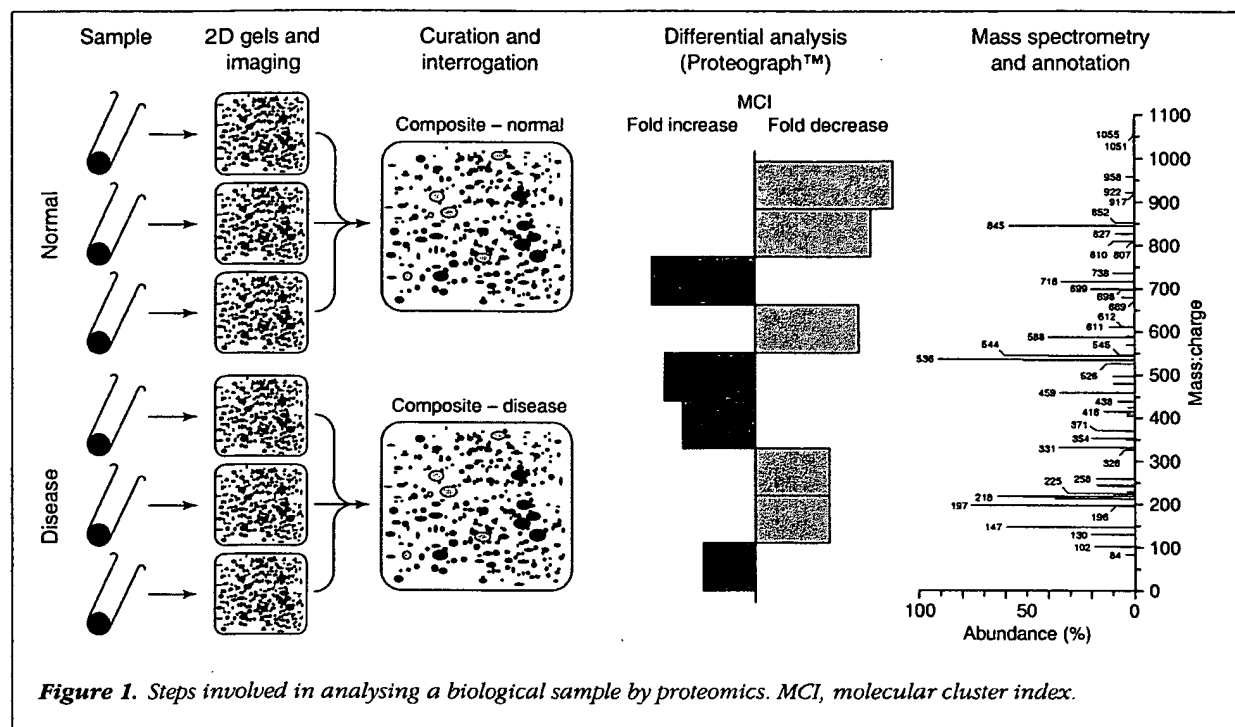 Sample
2D gels and
imaging
Curation and
interrogation
Differential analysis
(Proteograph™)
Mass spectrometry
and annotation
Normal
Disease
Composite – normal
Composite – disease
MCI
Fold increase
Fold decrease
1055
1051
958
922
917
852
845
827
810
807
738
718
699
698
689
612
611
588
544
545
536
526
459
438
416
371
354
331
326
258
225
218
197
196
147
130
102
84
1100
1000
900
800
700
600
500
400
300
200
100
0
Mass:charge
100
50
0
Abundance (%)
Figure 1. Steps involved in analysing a biological sample by proteomics. MCI, molecular cluster index.